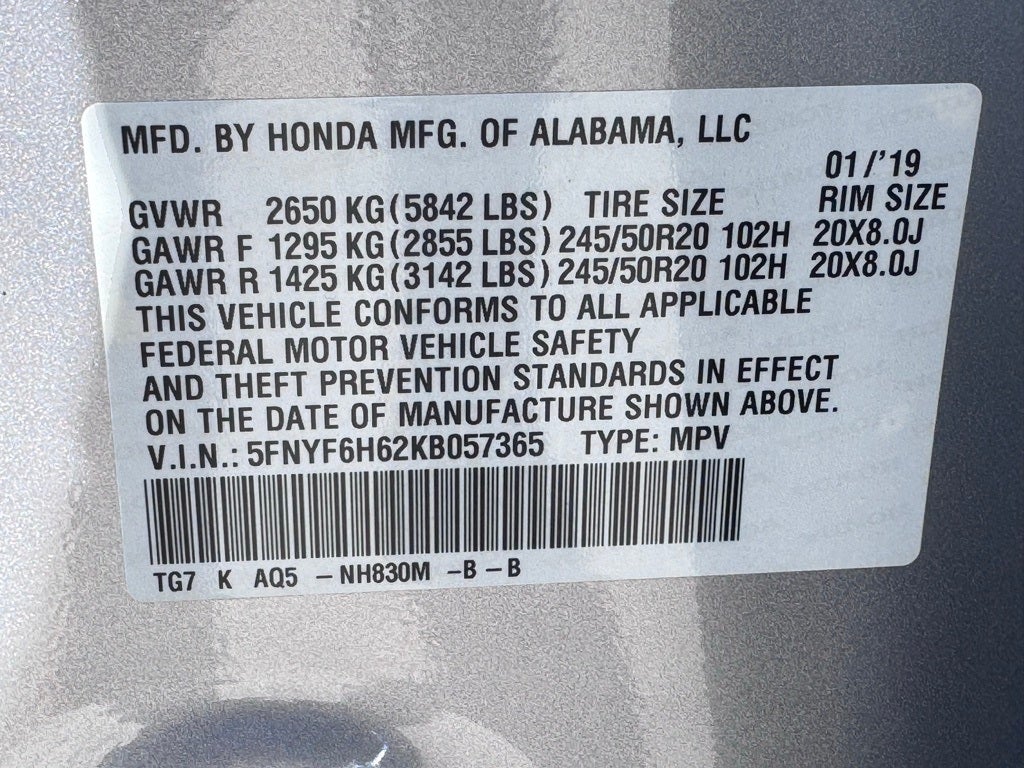 MFD. BY HONDA MFG. OF ALABAMA, LLC
01/'19
GVWR 2650 KG(5842 LBS) TIRE SIZE RIM SIZE
GAWR F 1295 KG(2855 LBS) 245/50R20 102H 20X8.0J
GAWR R 1425 KG(3142 LBS) 245/50R20 102H 20X8.0J
THIS VEHICLE CONFORMS TO ALL APPLICABLE
FEDERAL MOTOR VEHICLE SAFETY
AND THEFT PREVENTION STANDARDS IN EFFECT
ON THE DATE OF MANUFACTURE SHOWN ABOVE.
V.I.N.: 5FNYF6H62KB057365 TYPE: MPV
TG7 K AQ5 -NH830M -B-B